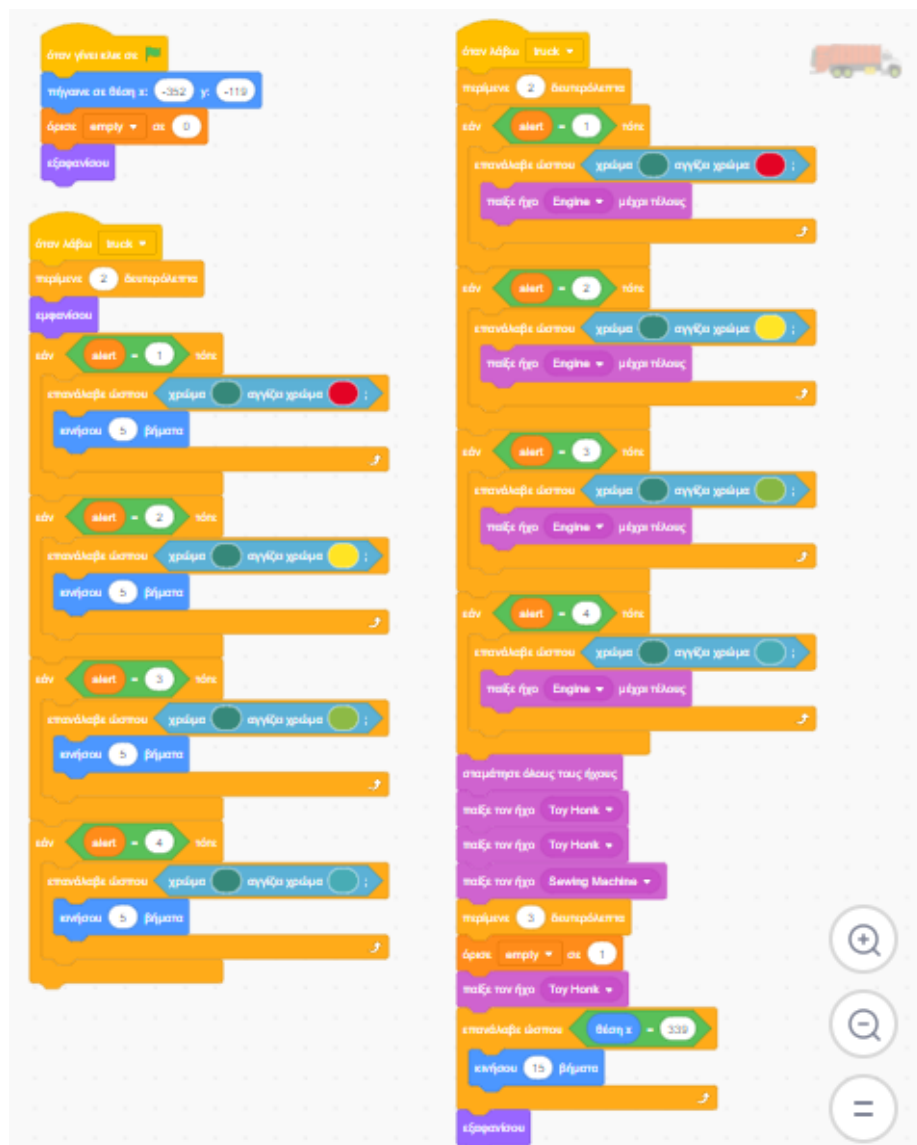 όταν γίνει κλικ σε
πήγαινε σε θέση x: -352 y: -119
όρισε empty σε 0
εξαφανίσου
όταν λάβω truck
περίμενε 2 δευτερόλεπτα
εμφανίσου
εάν alert = 1 τότε
επανάλαβε ώσπου χρώμα αγγίζει χρώμα ;
κινήσου 5 βήματα
εάν alert = 2 τότε
επανάλαβε ώσπου χρώμα αγγίζει χρώμα ;
κινήσου 5 βήματα
εάν alert = 3 τότε
επανάλαβε ώσπου χρώμα αγγίζει χρώμα ;
κινήσου 5 βήματα
εάν alert = 4 τότε
επανάλαβε ώσπου χρώμα αγγίζει χρώμα ;
κινήσου 5 βήματα
όταν λάβω truck
περίμενε 2 δευτερόλεπτα
εάν alert = 1 τότε
επανάλαβε ώσπου χρώμα αγγίζει χρώμα ;
παίξε ήχο Engine μέχρι τέλους
εάν alert = 2 τότε
επανάλαβε ώσπου χρώμα αγγίζει χρώμα ;
παίξε ήχο Engine μέχρι τέλους
εάν alert = 3 τότε
επανάλαβε ώσπου χρώμα αγγίζει χρώμα ;
παίξε ήχο Engine μέχρι τέλους
εάν alert = 4 τότε
επανάλαβε ώσπου χρώμα αγγίζει χρώμα ;
παίξε ήχο Engine μέχρι τέλους
σταμάτησε όλους τους ήχους
παίξε τον ήχο Toy Honk
παίξε τον ήχο Toy Honk
παίξε τον ήχο Sewing Machine
περίμενε 3 δευτερόλεπτα
όρισε empty σε 1
παίξε τον ήχο Toy Honk
επανάλαβε ώσπου θέση x = 339
κινήσου 15 βήματα
εξαφανίσου